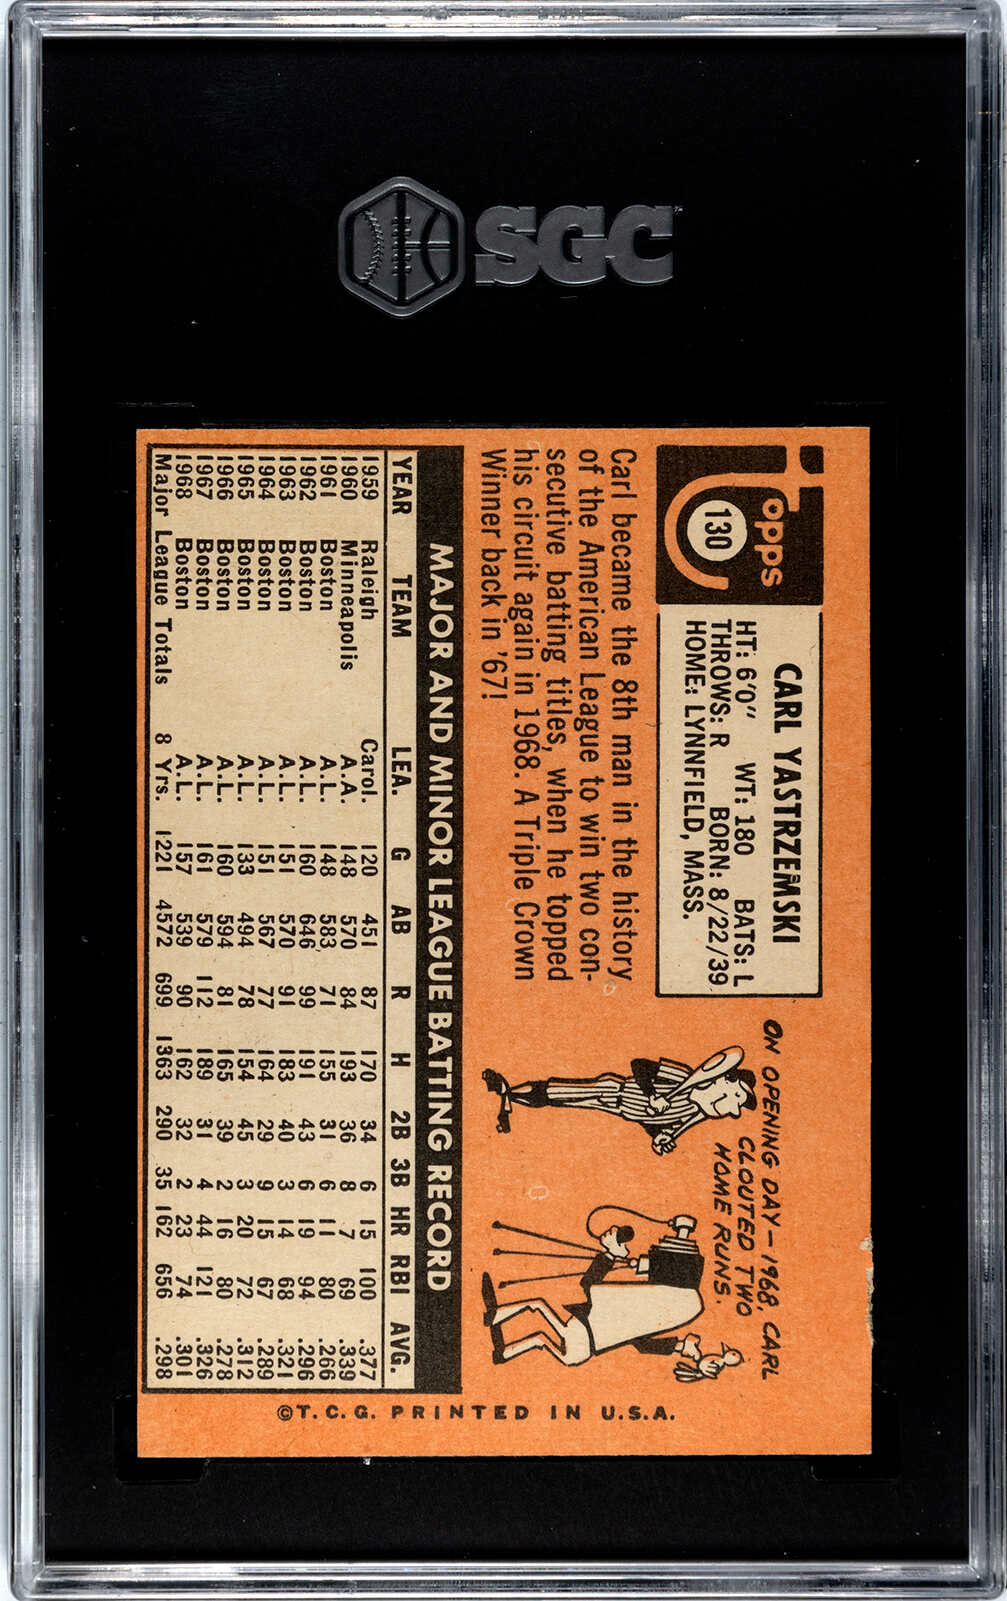 SGC
topps
130
CARL YASTRZEMSKI
HT: 6'0" WT: 180 BATS: L
THROWS: R BORN: 8/22/39
HOME: LYNNFIELD, MASS.
Carl became the 8th man in the history
of the American League to win two con-
secutive batting titles, when he topped
his circuit again in 1968. A Triple Crown
Winner back in '67!
ON OPENING DAY—1968, CARL
CLOUTED TWO
HOME RUNS.
MAJOR AND MINOR LEAGUE BATTING RECORD
YEAR TEAM LEA. G AB R H 2B 3B HR RBI AVG.
1959 Raleigh Carol. 120 451 87 170 34 6 15 100 .377
1960 Minneapolis A.A. 148 570 84 193 36 8 7 69 .339
1961 Boston A.L. 148 583 71 155 31 6 11 80 .266
1962 Boston A.L. 160 646 99 191 43 6 19 94 .296
1963 Boston A.L. 151 570 91 183 40 3 14 68 .321
1964 Boston A.L. 151 567 77 164 29 9 15 67 .289
1965 Boston A.L. 133 494 78 154 45 3 20 72 .312
1966 Boston A.L. 160 594 81 165 39 2 16 80 .278
1967 Boston A.L. 161 579 112 189 31 4 44 121 .326
1968 Boston A.L. 157 539 90 162 32 2 23 74 .301
Major League Totals 8 Yrs. 1221 4572 699 1363 290 35 162 656 .298
©T.C.G. PRINTED IN U.S.A.